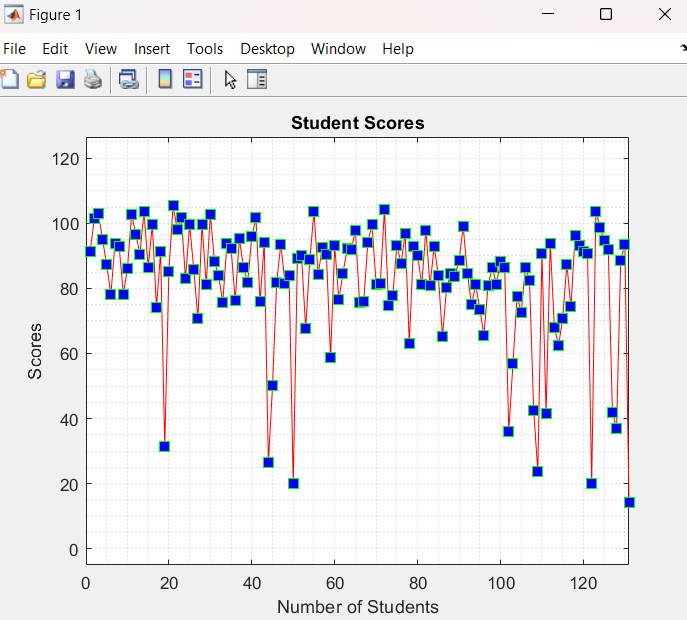 Figure 1
File Edit View Insert Tools Desktop Window Help
Student Scores
120
100
80
60
40
20
0
Scores
0 20 40 60 80 100 120
Number of Students